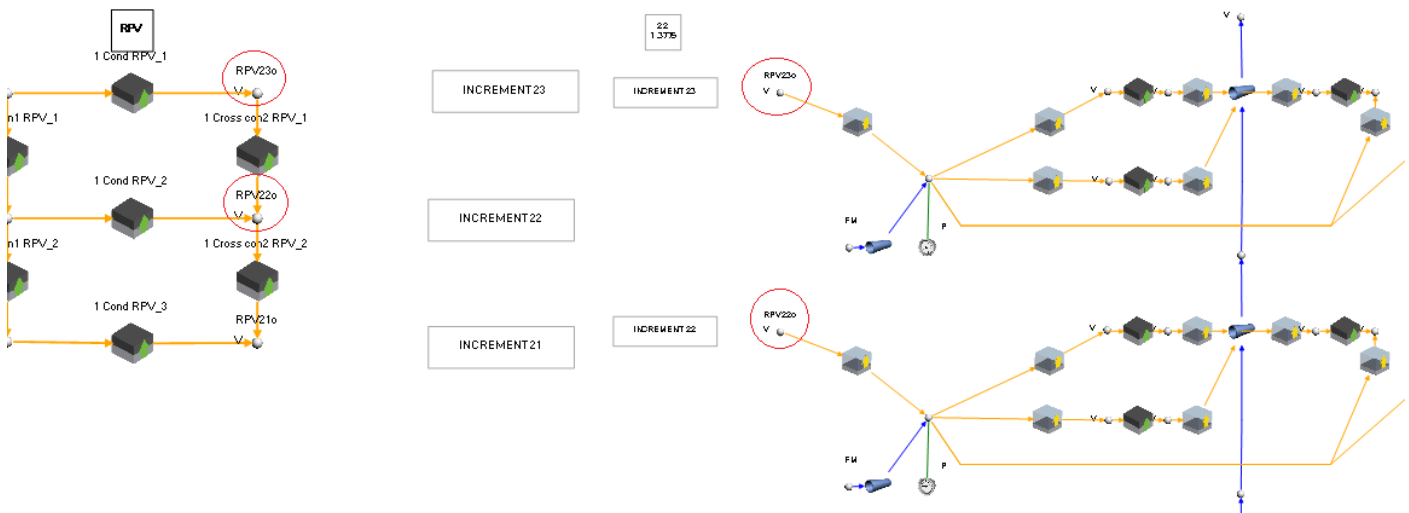 RPV
1 Cond RPV_1
RPV23o
V
n1 RPV_1
1 Cross con2 RPV_1
1 Cond RPV_2
RPV22o
V
n1 RPV_2
1 Cross con2 RPV_2
1 Cond RPV_3
RPV21o
V
INCREMENT23
INCREMENT22
INCREMENT21
22
1.3775
INCREMENT23
INCREMENT22
V
RPV23o
V
V
V
V
V
V
FM
P
RPV22o
V
V
V
V
V
V
FM
P